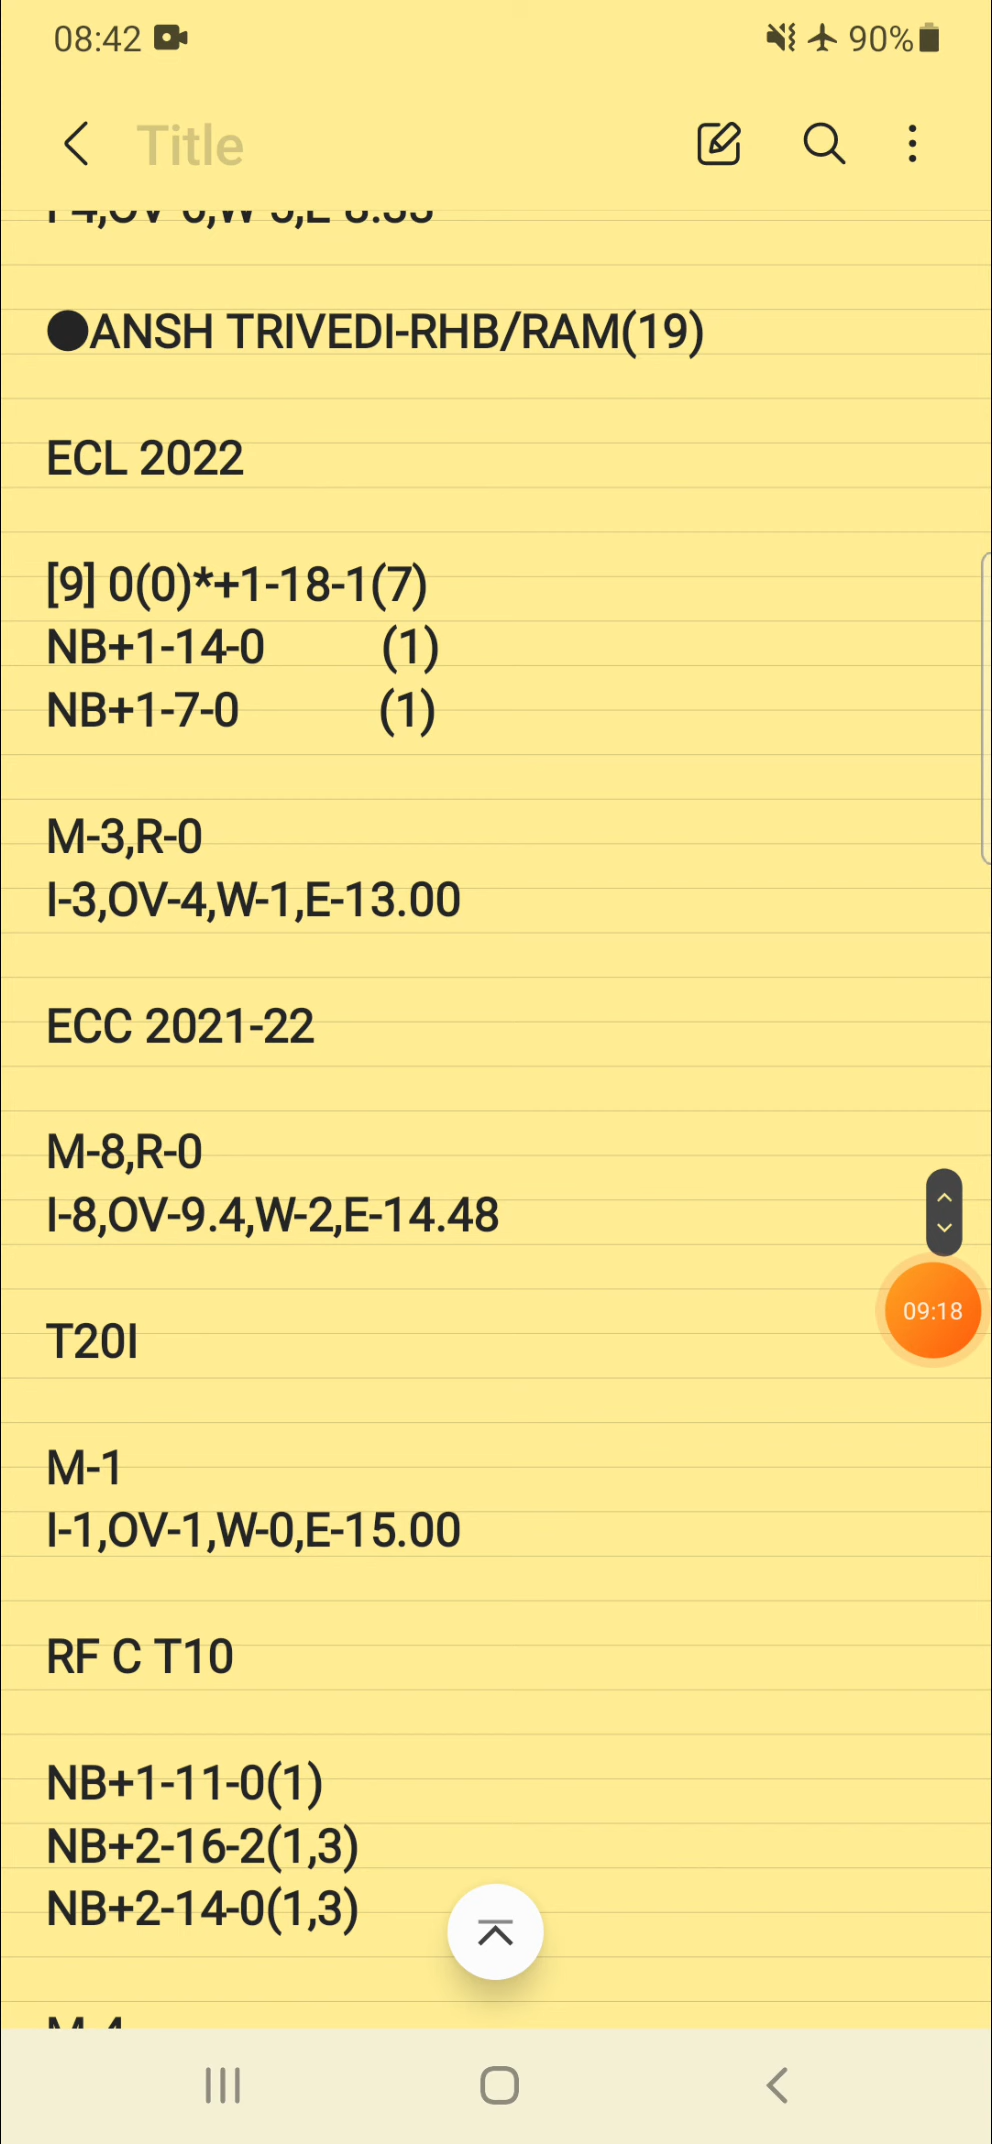 08:42 90%
Title
●ANSH TRIVEDI-RHB/RAM(19)
ECL 2022
[9] 0(0)*+1-18-1(7)
NB+1-14-0 (1)
NB+1-7-0 (1)
M-3,R-0
I-3,OV-4,W-1,E-13.00
ECC 2021-22
M-8,R-0
I-8,OV-9.4,W-2,E-14.48
09:18
T20I
M-1
I-1,OV-1,W-0,E-15.00
RF C T10
NB+1-11-0(1)
NB+2-16-2(1,3)
NB+2-14-0(1,3)